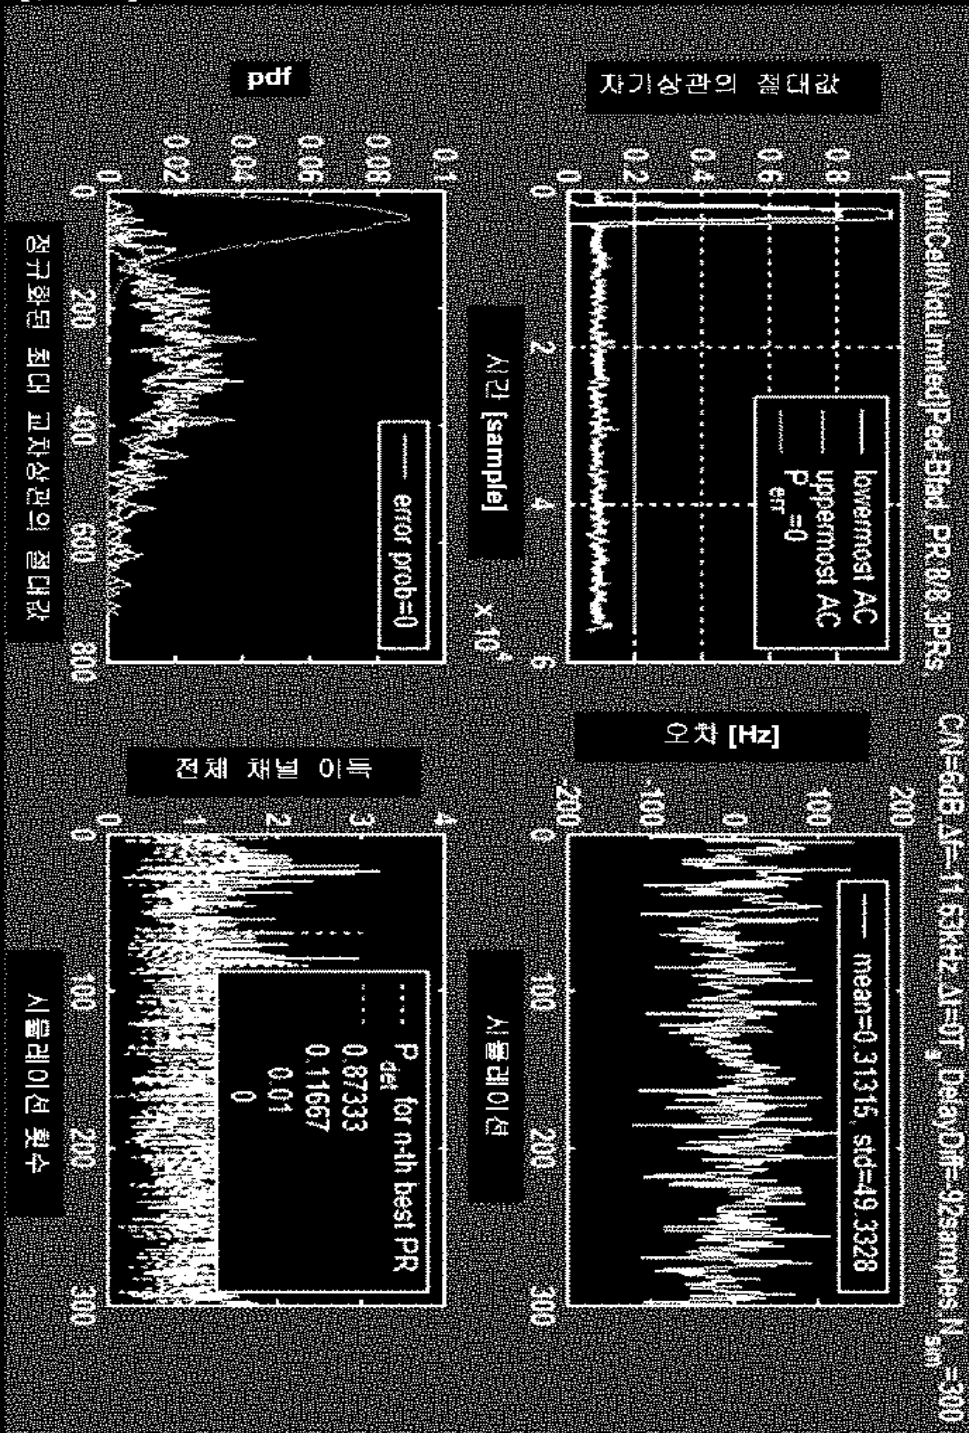 [MultiCell/NotLimited]Ped-Bfad PR:8/8.3PRs, C/N=6dB Δf=-11.63KHz Δτ=0T DelayDiff=-92samples N =300
자기상관의 절대값
1
0.8
0.6
0.4
0.2
0
0 2 4 6
x 10⁴
시간 [sample]
lowermost AC
uppermost AC
P err =0
오차 [Hz]
200
100
0
-100
-200
0 100 200 300
시뮬레이션
mean=0.31315, std=49.3328
pdf
0.1
0.08
0.06
0.04
0.02
0
0 200 400 600 800
정규화된 최대 교차상관의 절대값
error prob=0
전체 채널 이득
4
3
2
1
0
0 100 200 300
시뮬레이션 횟수
P det for n-th best PR
0.87333
0.11667
0.01
0